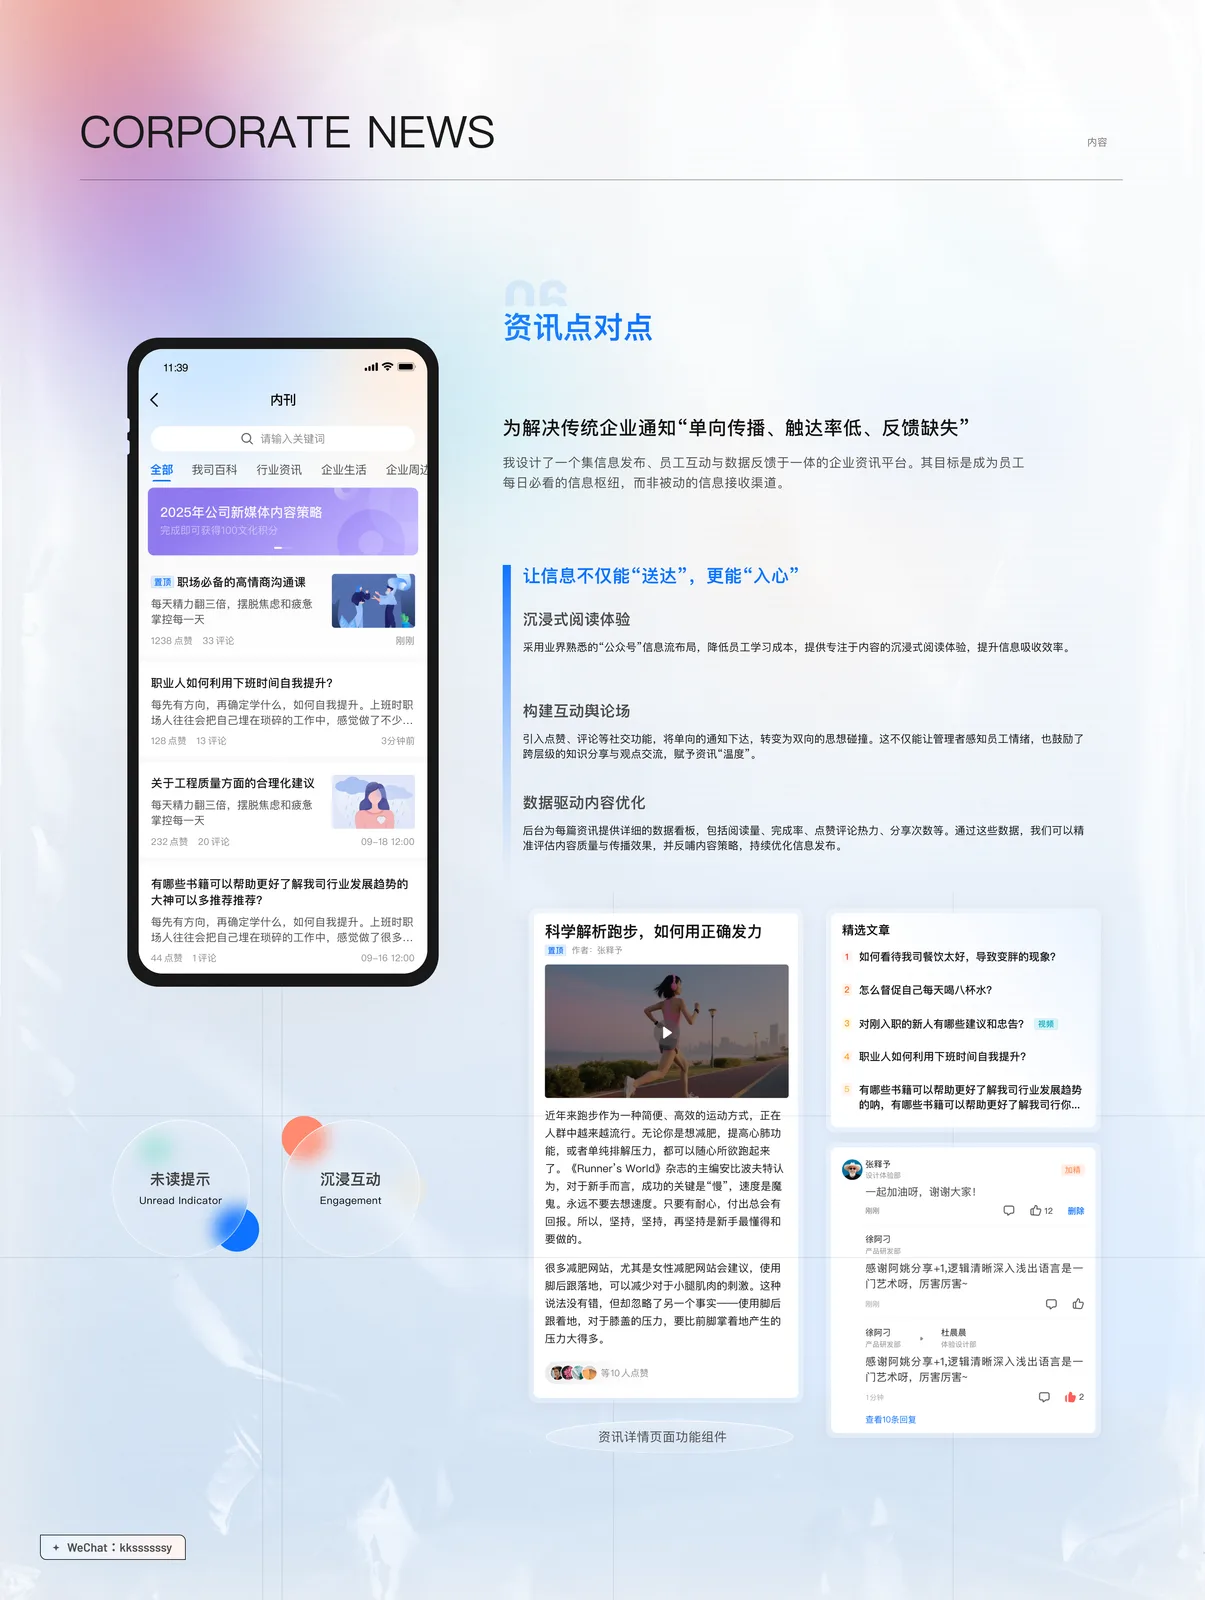 CORPORATE NEWS
内容
06
资讯点对点
为解决传统企业通知“单向传播、触达率低、反馈缺失”
我设计了一个集信息发布、员工互动与数据反馈于一体的企业资讯平台。其目标是成为员工
每日必看的信息枢纽，而非被动的信息接收渠道。
让信息不仅能“送达”，更能“入心”
沉浸式阅读体验
采用业界熟悉的“公众号”信息流布局，降低员工学习成本，提供专注于内容的沉浸式阅读体验，提升信息吸收效率。
构建互动舆论场
引入点赞、评论等社交功能，将单向的通知下达，转变为双向的思想碰撞。这不仅能让管理者感知员工情绪，也鼓励了
跨层级的知识分享与观点交流，赋予资讯“温度”。
数据驱动内容优化
后台为每篇资讯提供详细的数据看板，包括阅读量、完成率、点赞评论热力、分享次数等。通过这些数据，我们可以精
准评估内容质量与传播效果，并反哺内容策略，持续优化信息发布。
11:39
内刊
请输入关键词
全部 我司百科 行业资讯 企业生活 企业周边
2025年公司新媒体内容策略
完成即可获得100文化积分
置顶 职场必备的高情商沟通课
每天精力翻三倍，摆脱焦虑和疲惫
掌控每一天
1238 点赞 33 评论 刚刚
职业人如何利用下班时间自我提升?
每先有方向，再确定学什么，如何自我提升。上班时职
场人往往会把自己埋在琐碎的工作中，感觉做了不少...
128 点赞 13 评论 3分钟前
关于工程质量方面的合理化建议
每天精力翻三倍，摆脱焦虑和疲惫
掌控每一天
232 点赞 20 评论 09-18 12:00
有哪些书籍可以帮助更好了解我司行业发展趋势的
大神可以多推荐推荐?
每先有方向，再确定学什么，如何自我提升。上班时职
场人往往会把自己埋在琐碎的工作中，感觉做了很多...
44 点赞 1 评论 09-16 12:00
未读提示
Unread Indicator
沉浸互动
Engagement
科学解析跑步，如何用正确发力
置顶 作者：张释予
近年来跑步作为一种简便、高效的运动方式，正在
人群中越来越流行。无论你是想减肥，提高心肺功
能，或者单纯排解压力，都可以随心所欲跑起来
了。《Runner's World》杂志的主编安比波夫特认
为，对于新手而言，成功的关键是“慢”，速度是魔
鬼。永远不要去想速度。只要有耐心，付出总会有
回报。所以，坚持，坚持，再坚持是新手最懂得和
要做的。
很多减肥网站，尤其是女性减肥网站会建议，使用
脚后跟落地，可以减少对于小腿肌肉的刺激。这种
说法没有错，但却忽略了另一个事实——使用脚后
跟着地，对于膝盖的压力，要比前脚掌着地产生的
压力大得多。
等10人点赞
资讯详情页面功能组件
精选文章
1 如何看待我司餐饮太好，导致变胖的现象?
2 怎么督促自己每天喝八杯水?
3 对刚入职的新人有哪些建议和忠告? 视频
4 职业人如何利用下班时间自我提升?
5 有哪些书籍可以帮助更好了解我司行业发展趋势
的呐，有哪些书籍可以帮助更好了解我司行你...
张释予
设计体验部
加精
一起加油呀，谢谢大家!
刚刚 12 删除
徐阿刁
产品研发部
感谢阿姚分享+1,逻辑清晰深入浅出语言是一
门艺术呀，厉害厉害~
刚刚
徐阿刁 杜晨晨
产品研发部 体验设计部
感谢阿姚分享+1,逻辑清晰深入浅出语言是一
门艺术呀，厉害厉害~
1分钟 2
查看10条回复
+ WeChat：kkssssssy